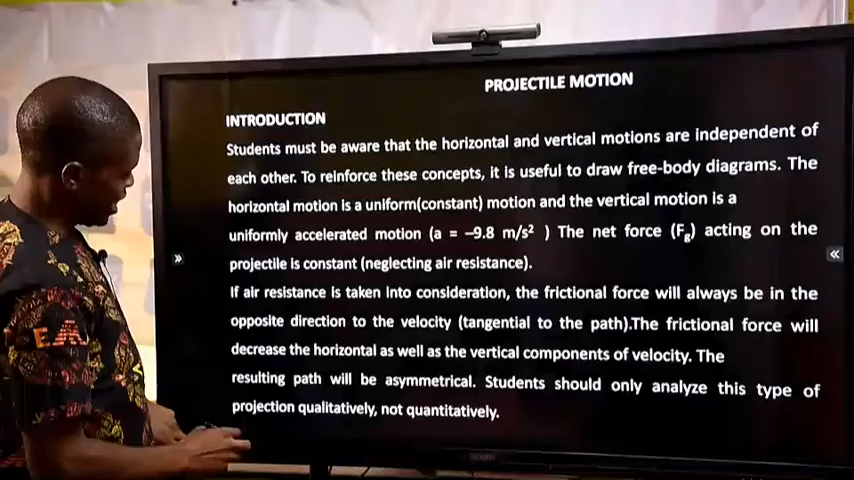 PROJECTILE MOTION
INTRODUCTION
Students must be aware that the horizontal and vertical motions are independent of
each other. To reinforce these concepts, it is useful to draw free-body diagrams. The
horizontal motion is a uniform(constant) motion and the vertical motion is a
uniformly accelerated motion (a = –9.8 m/s² ) The net force (Fg) acting on the
projectile is constant (neglecting air resistance).
If air resistance is taken into consideration, the frictional force will always be in the
opposite direction to the velocity (tangential to the path).The frictional force will
decrease the horizontal as well as the vertical components of velocity. The
resulting path will be asymmetrical. Students should only analyze this type of
projection qualitatively, not quantitatively.